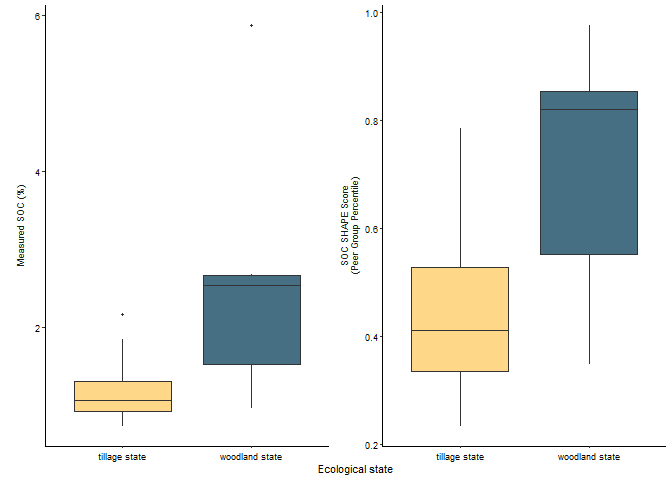 Measured SOC (%)
6
4
2
tillage state
woodland state
SOC SHAPE Score
(Peer Group Percentile)
1.0
0.8
0.6
0.4
0.2
tillage state
woodland state
Ecological state